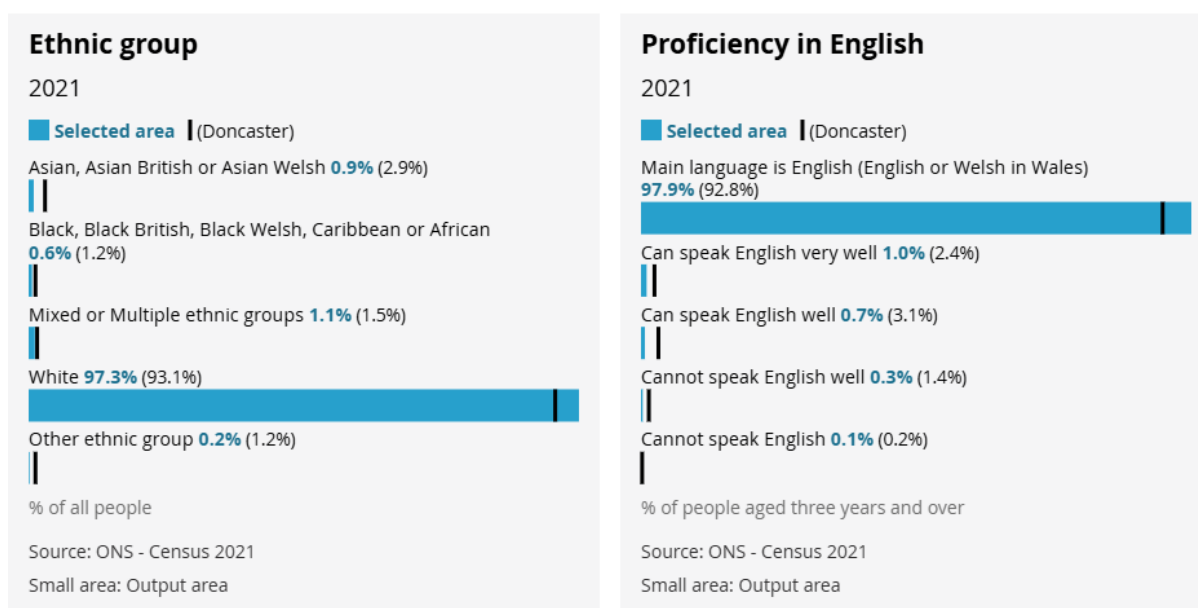 Ethnic group
2021
Selected area (Doncaster)
Asian, Asian British or Asian Welsh 0.9% (2.9%)
Black, Black British, Black Welsh, Caribbean or African
0.6% (1.2%)
Mixed or Multiple ethnic groups 1.1% (1.5%)
White 97.3% (93.1%)
Other ethnic group 0.2% (1.2%)
% of all people
Source: ONS - Census 2021
Small area: Output area
Proficiency in English
2021
Selected area (Doncaster)
Main language is English (English or Welsh in Wales)
97.9% (92.8%)
Can speak English very well 1.0% (2.4%)
Can speak English well 0.7% (3.1%)
Cannot speak English well 0.3% (1.4%)
Cannot speak English 0.1% (0.2%)
% of people aged three years and over
Source: ONS - Census 2021
Small area: Output area